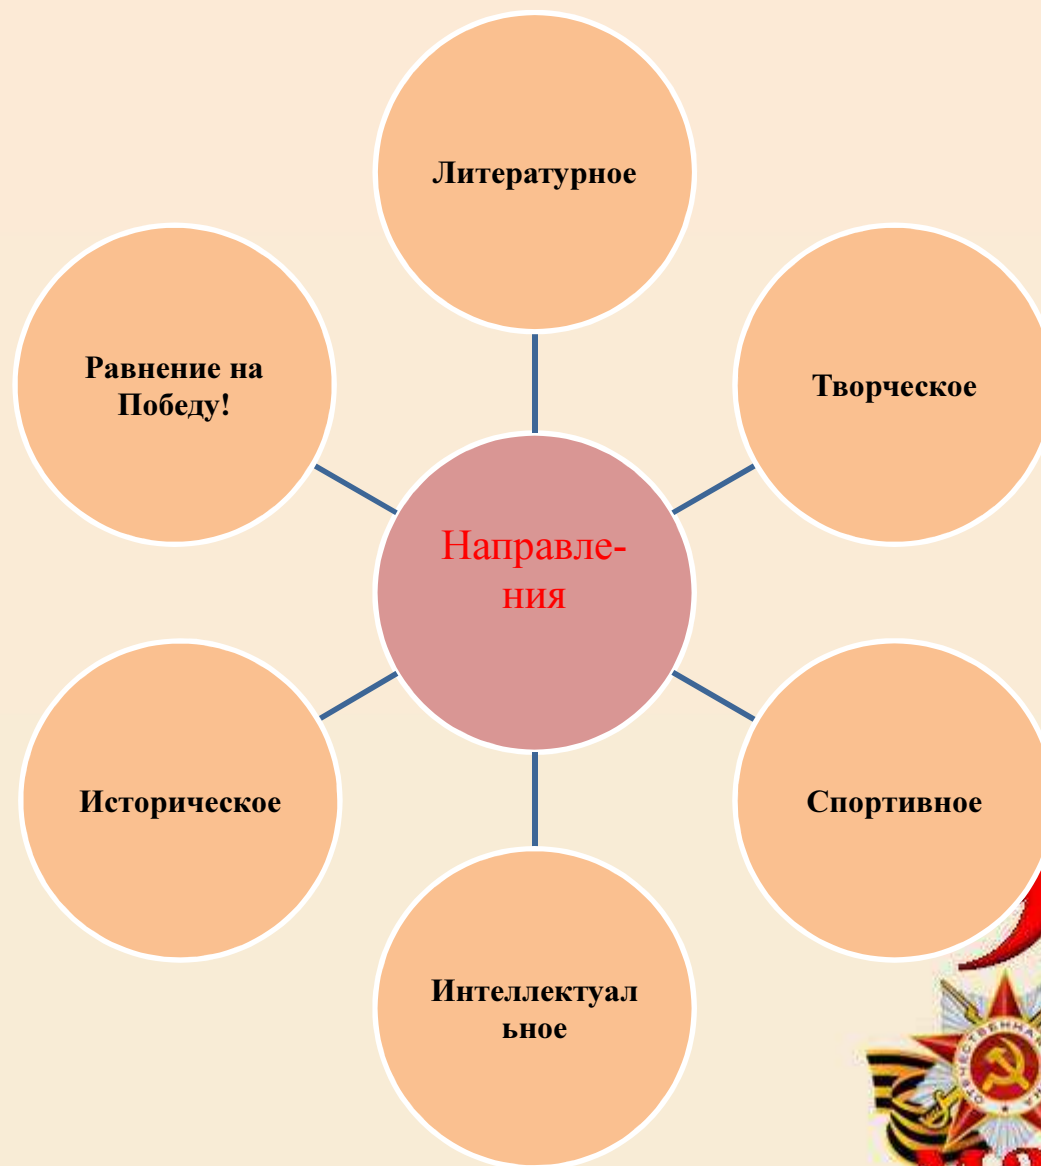 Литературное
Равнение на
Победу!
Творческое
Направле-
ния
Историческое
Спортивное
Интеллектуал
ьное